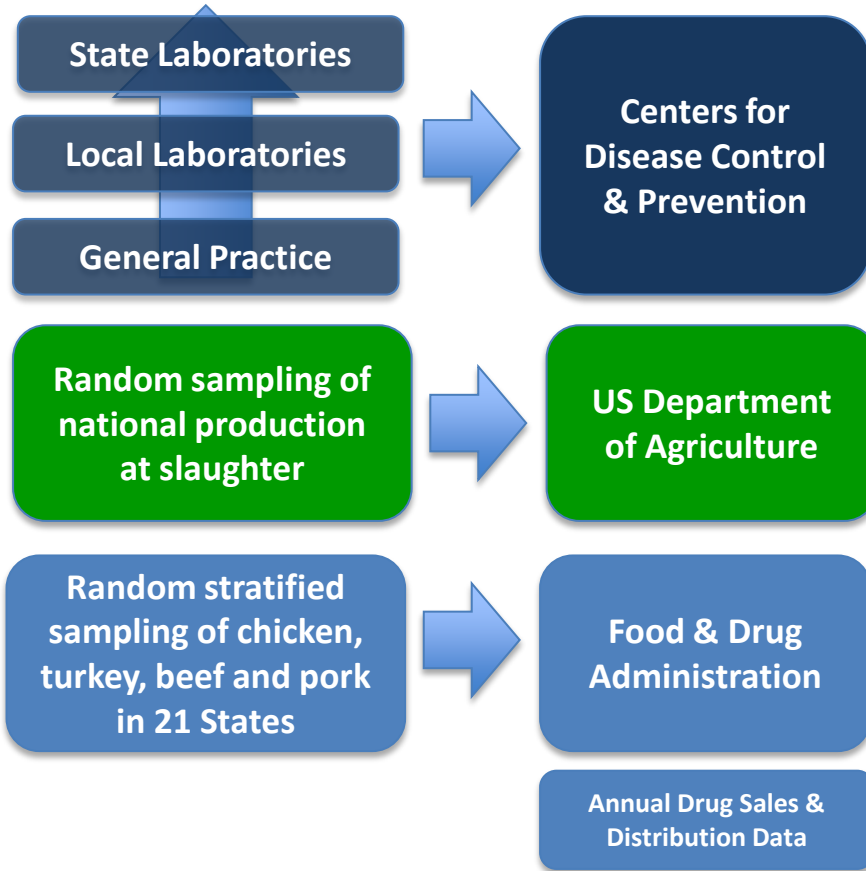 State Laboratories
Local Laboratories
General Practice
Centers for
Disease Control
& Prevention
Random sampling of
national production
at slaughter
US Department
of Agriculture
Random stratified
sampling of chicken,
turkey, beef and pork
in 21 States
Food & Drug
Administration
Annual Drug Sales &
Distribution Data